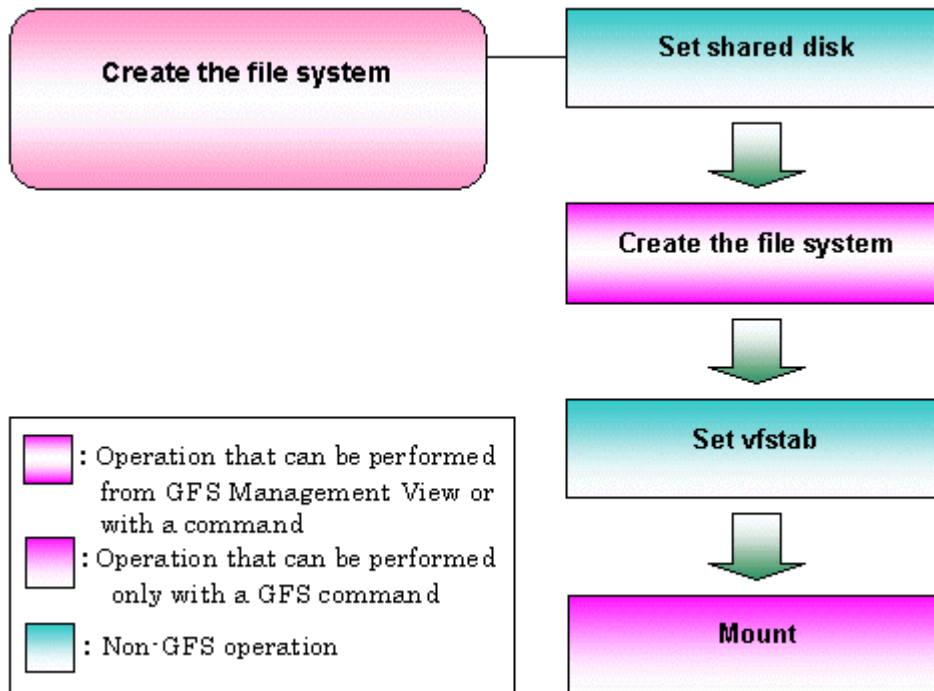 Create the file system
Set shared disk
Create the file system
Set vfstab
Mount
: Operation that can be performed
from GFS Management View or
with a command
: Operation that can be performed
only with a GFS command
: Non-GFS operation